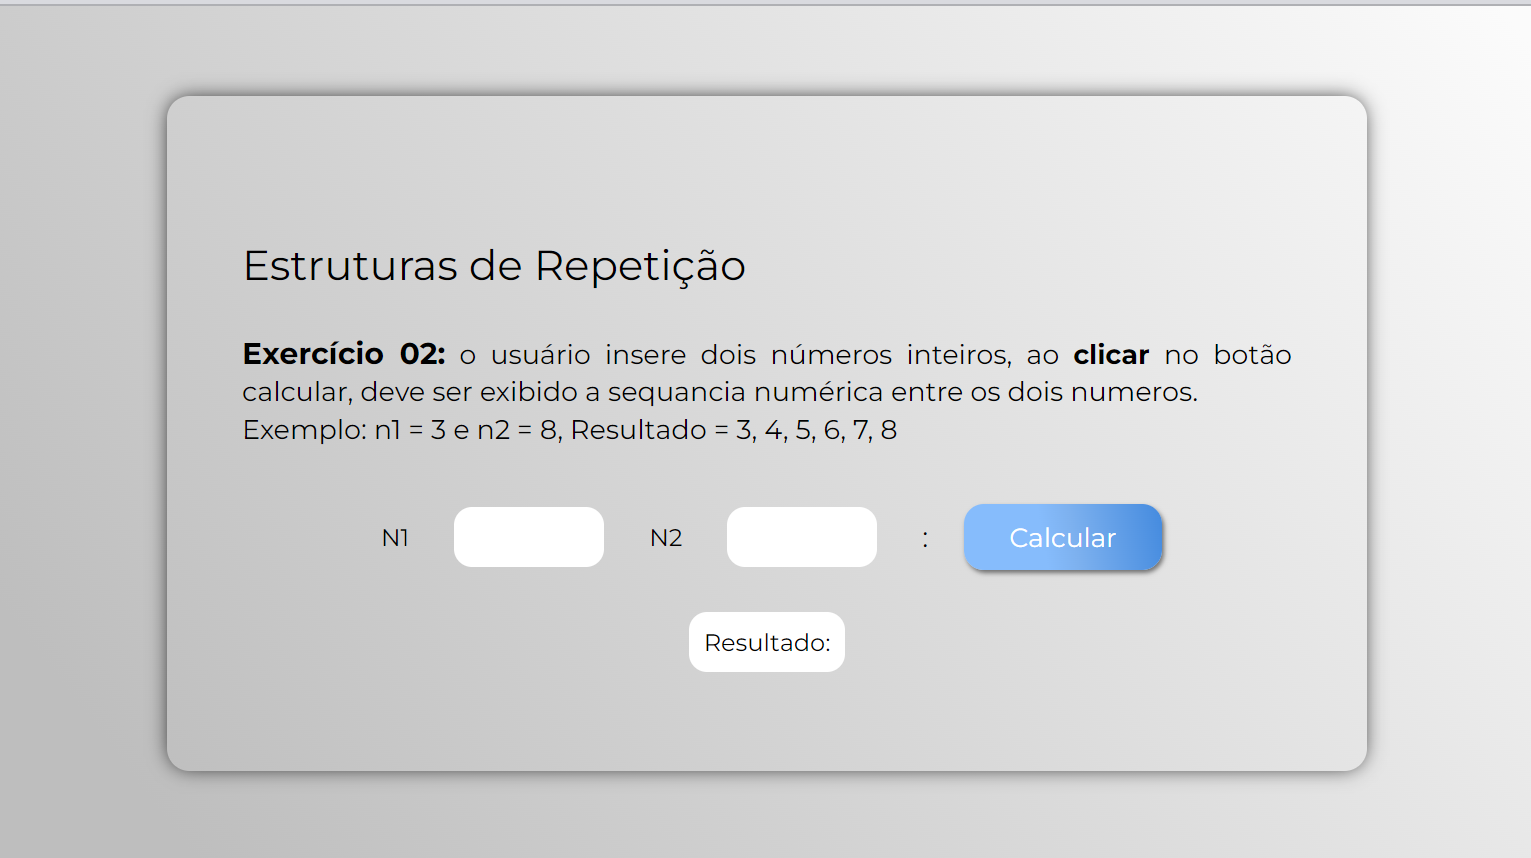 Estruturas de Repetição
Exercício 02: o usuário insere dois números inteiros, ao clicar no botão
calcular, deve ser exibido a sequancia numérica entre os dois numeros.
Exemplo: n1 = 3 e n2 = 8, Resultado = 3, 4, 5, 6, 7, 8
N1 N2 : Calcular
Resultado: